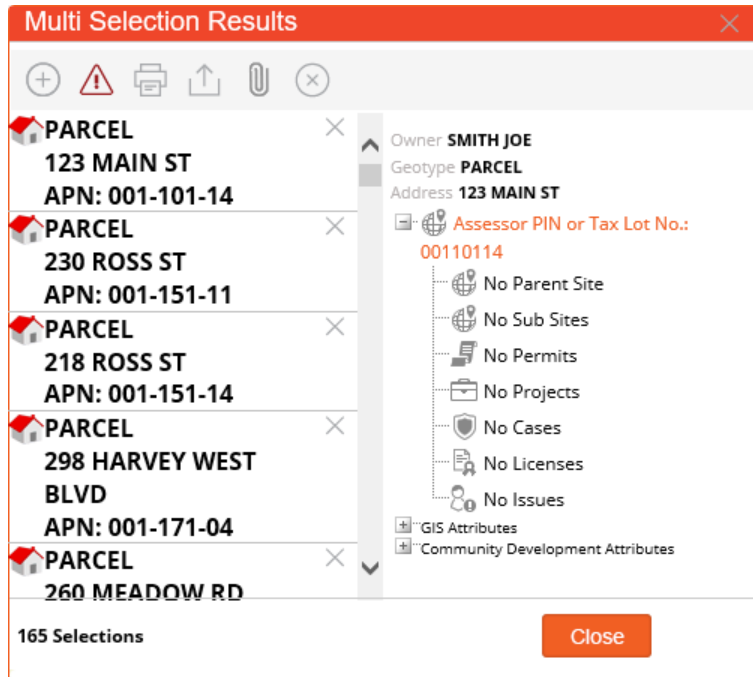 Multi Selection Results
PARCEL
123 MAIN ST
APN: 001-101-14
PARCEL
230 ROSS ST
APN: 001-151-11
PARCEL
218 ROSS ST
APN: 001-151-14
PARCEL
298 HARVEY WEST
BLVD
APN: 001-171-04
PARCEL
260 MEADOW RD
Owner SMITH JOE
Geotype PARCEL
Address 123 MAIN ST
Assessor PIN or Tax Lot No.:
00110114
No Parent Site
No Sub Sites
No Permits
No Projects
No Cases
No Licenses
No Issues
GIS Attributes
Community Development Attributes
165 Selections
Close